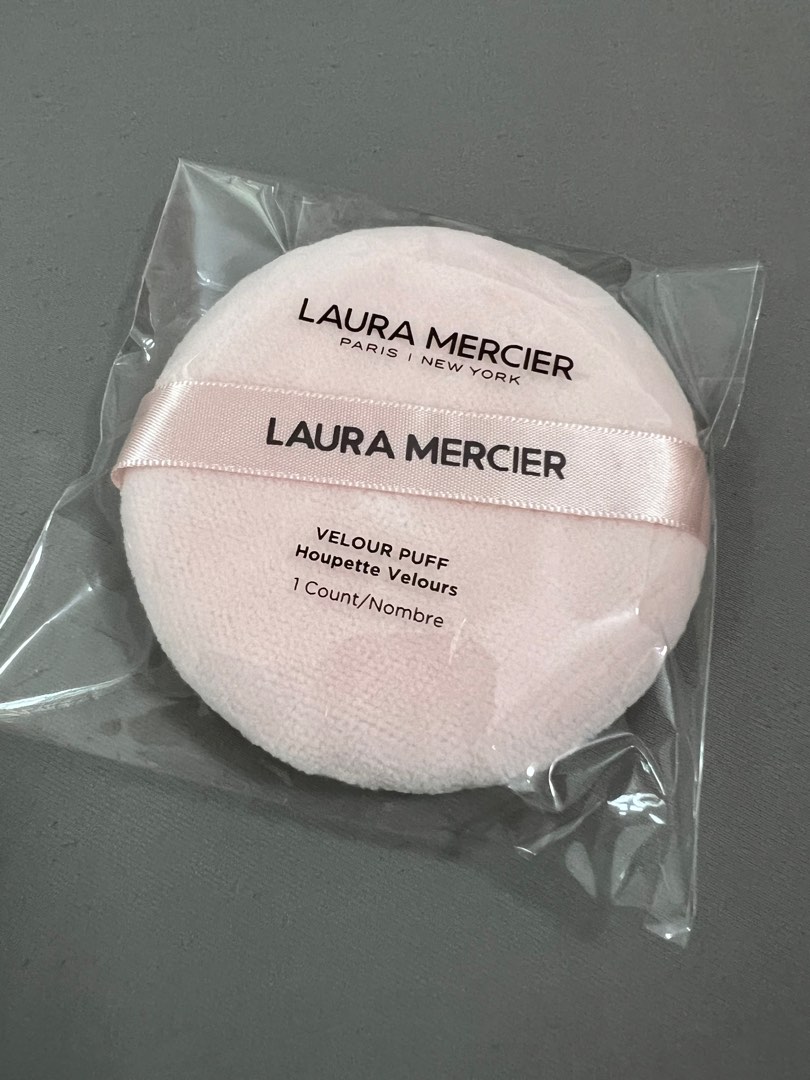 LAURA MERCIER
PARIS | NEW YORK
LAURA MERCIER
VELOUR PUFF
Houpette Velours
1 Count/Nombre